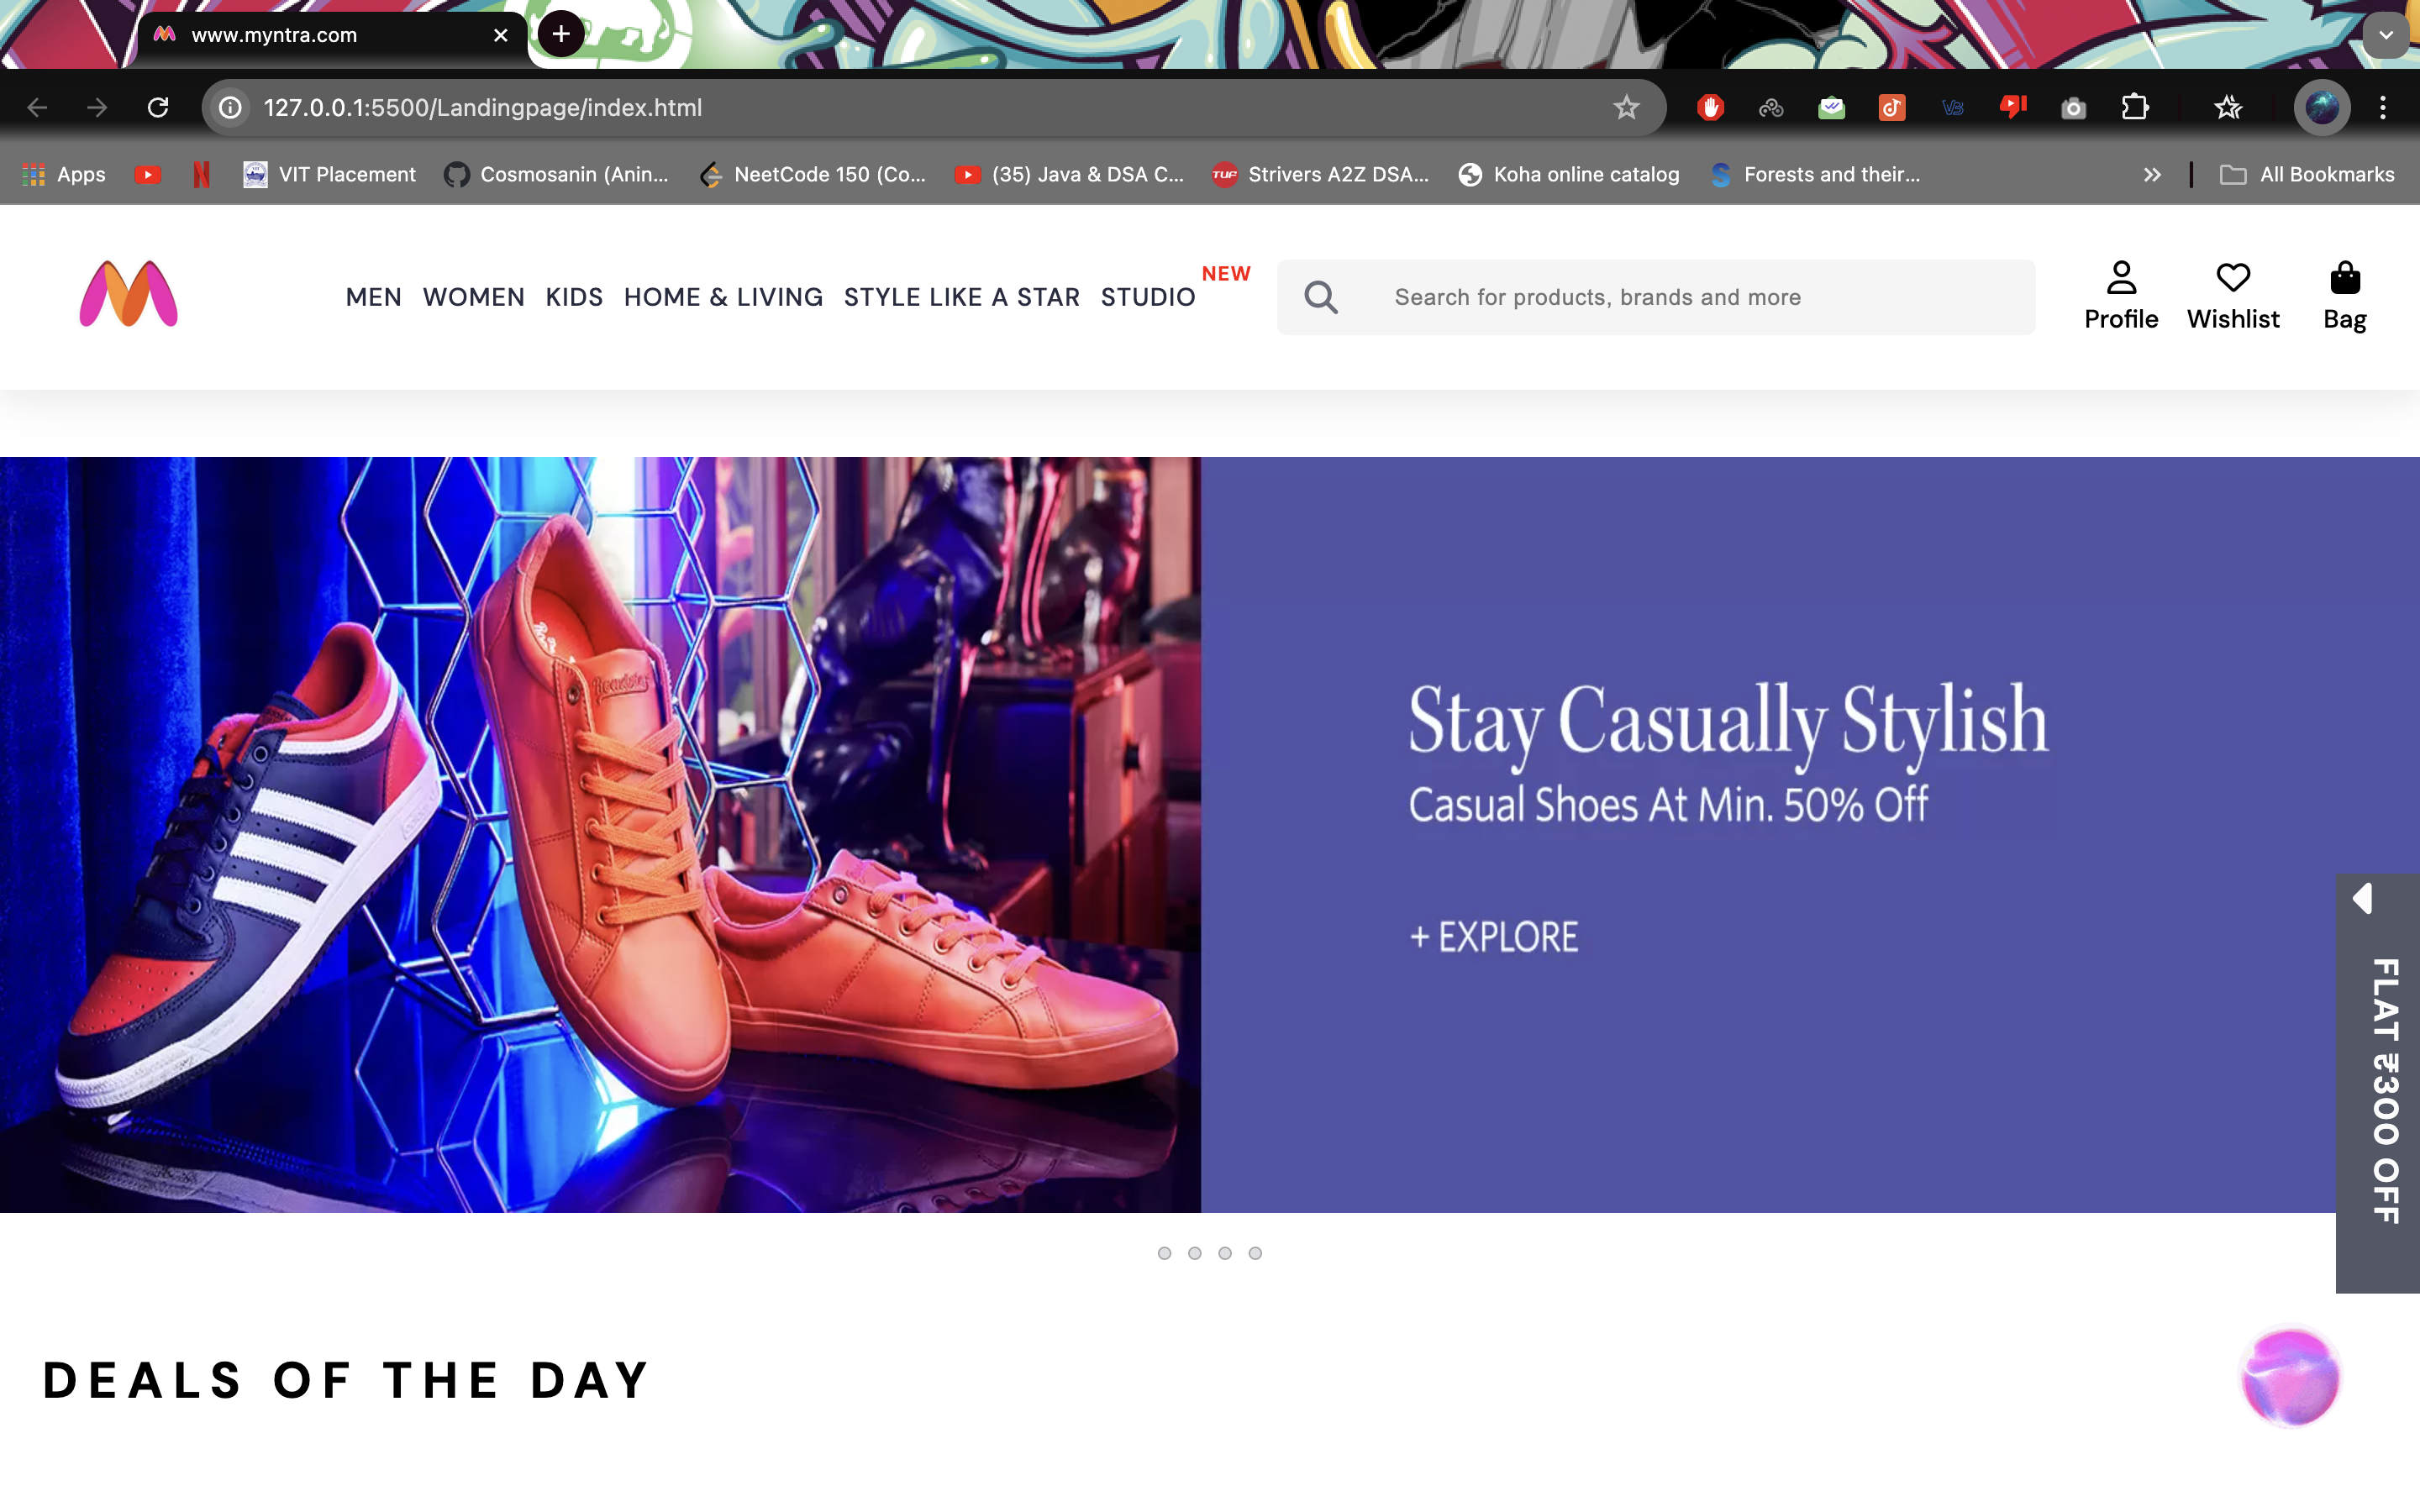 www.myntra.com
127.0.0.1:5500/Landingpage/index.html
Apps
VIT Placement
Cosmosanin (Anin...
NeetCode 150 (Co...
(35) Java & DSA C...
TUF
Strivers A2Z DSA...
Koha online catalog
Forests and their...
All Bookmarks
MEN
WOMEN
KIDS
HOME & LIVING
STYLE LIKE A STAR
STUDIO
NEW
Search for products, brands and more
Profile
Wishlist
Bag
Roadster
Stay Casually Stylish
Casual Shoes At Min. 50% Off
+ EXPLORE
FLAT ₹300 OFF
DEALS OF THE DAY